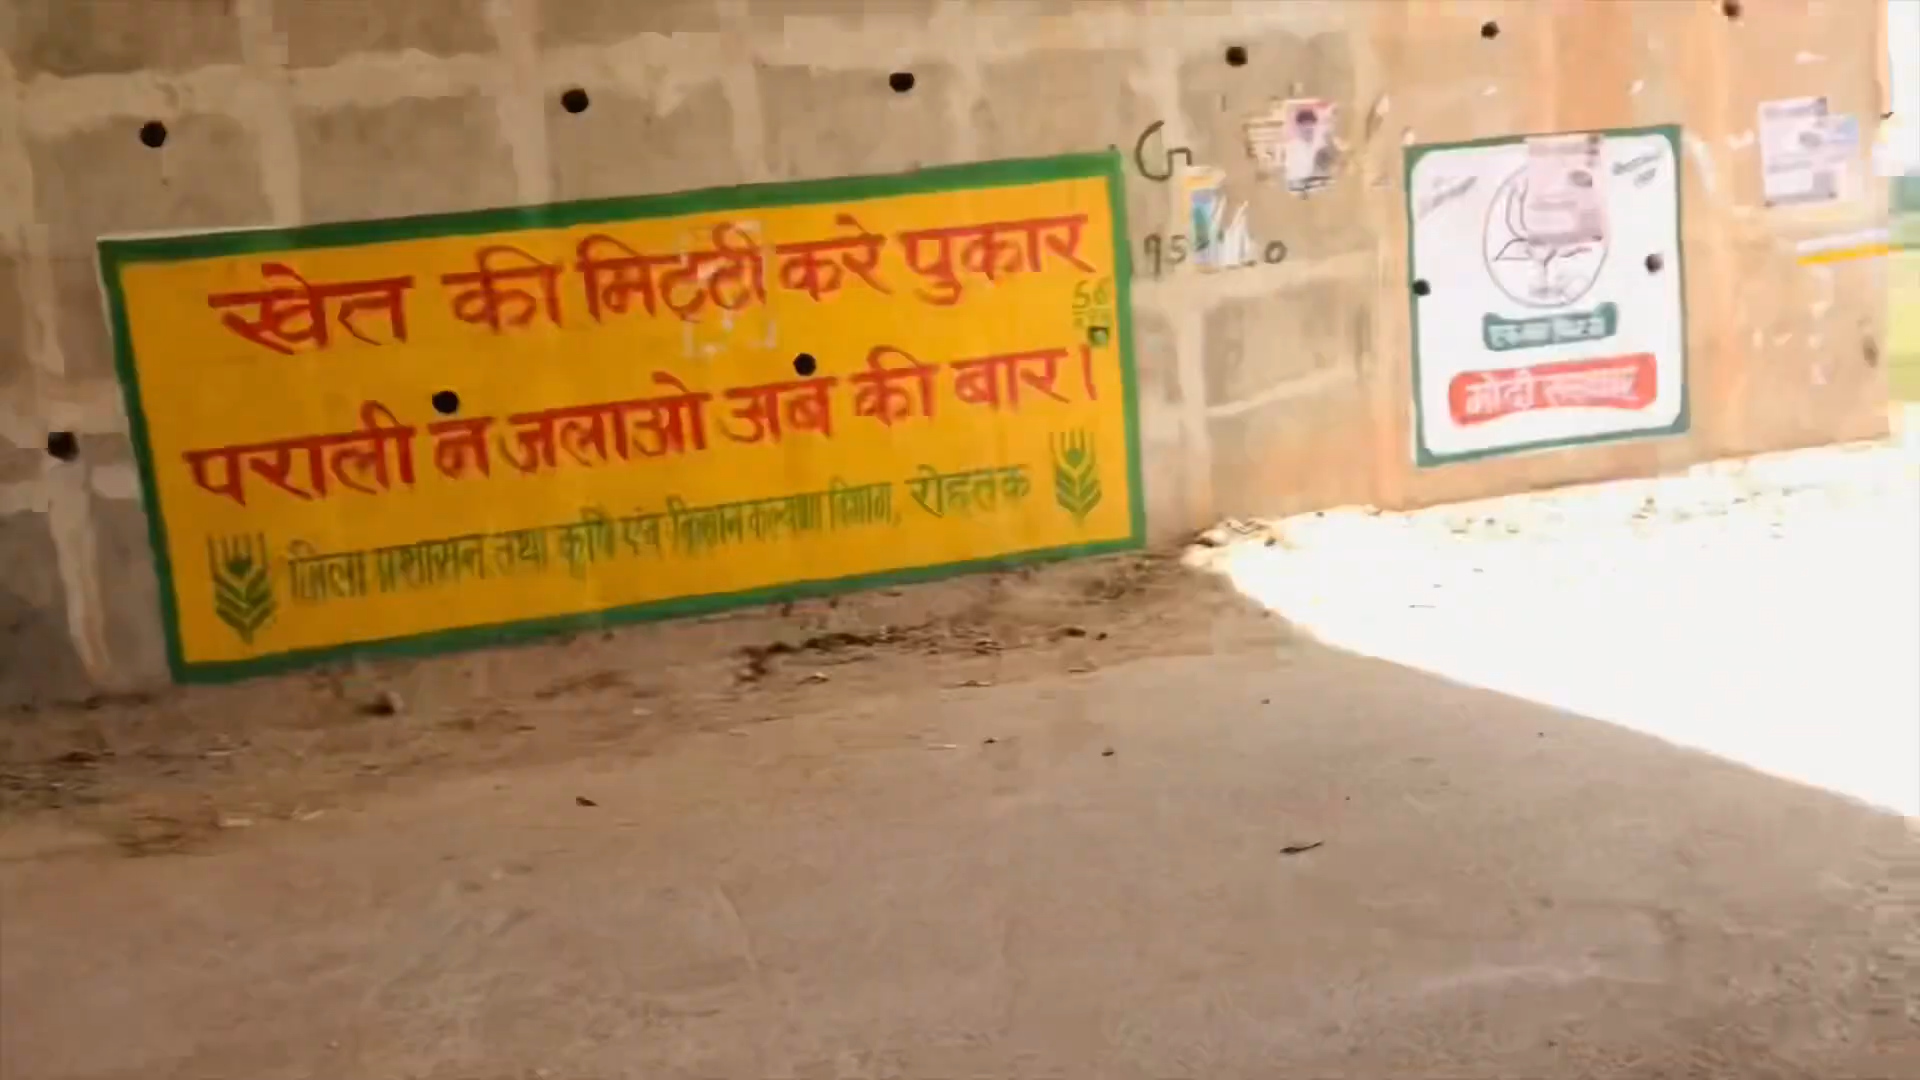 खेत की मिट्टी करे पुकार
पराली न जलाओ अब की बार।
जिला प्रशासन तथा कृषि एवं किसान कल्याण विभाग, रोहतक
मोदी सरकार